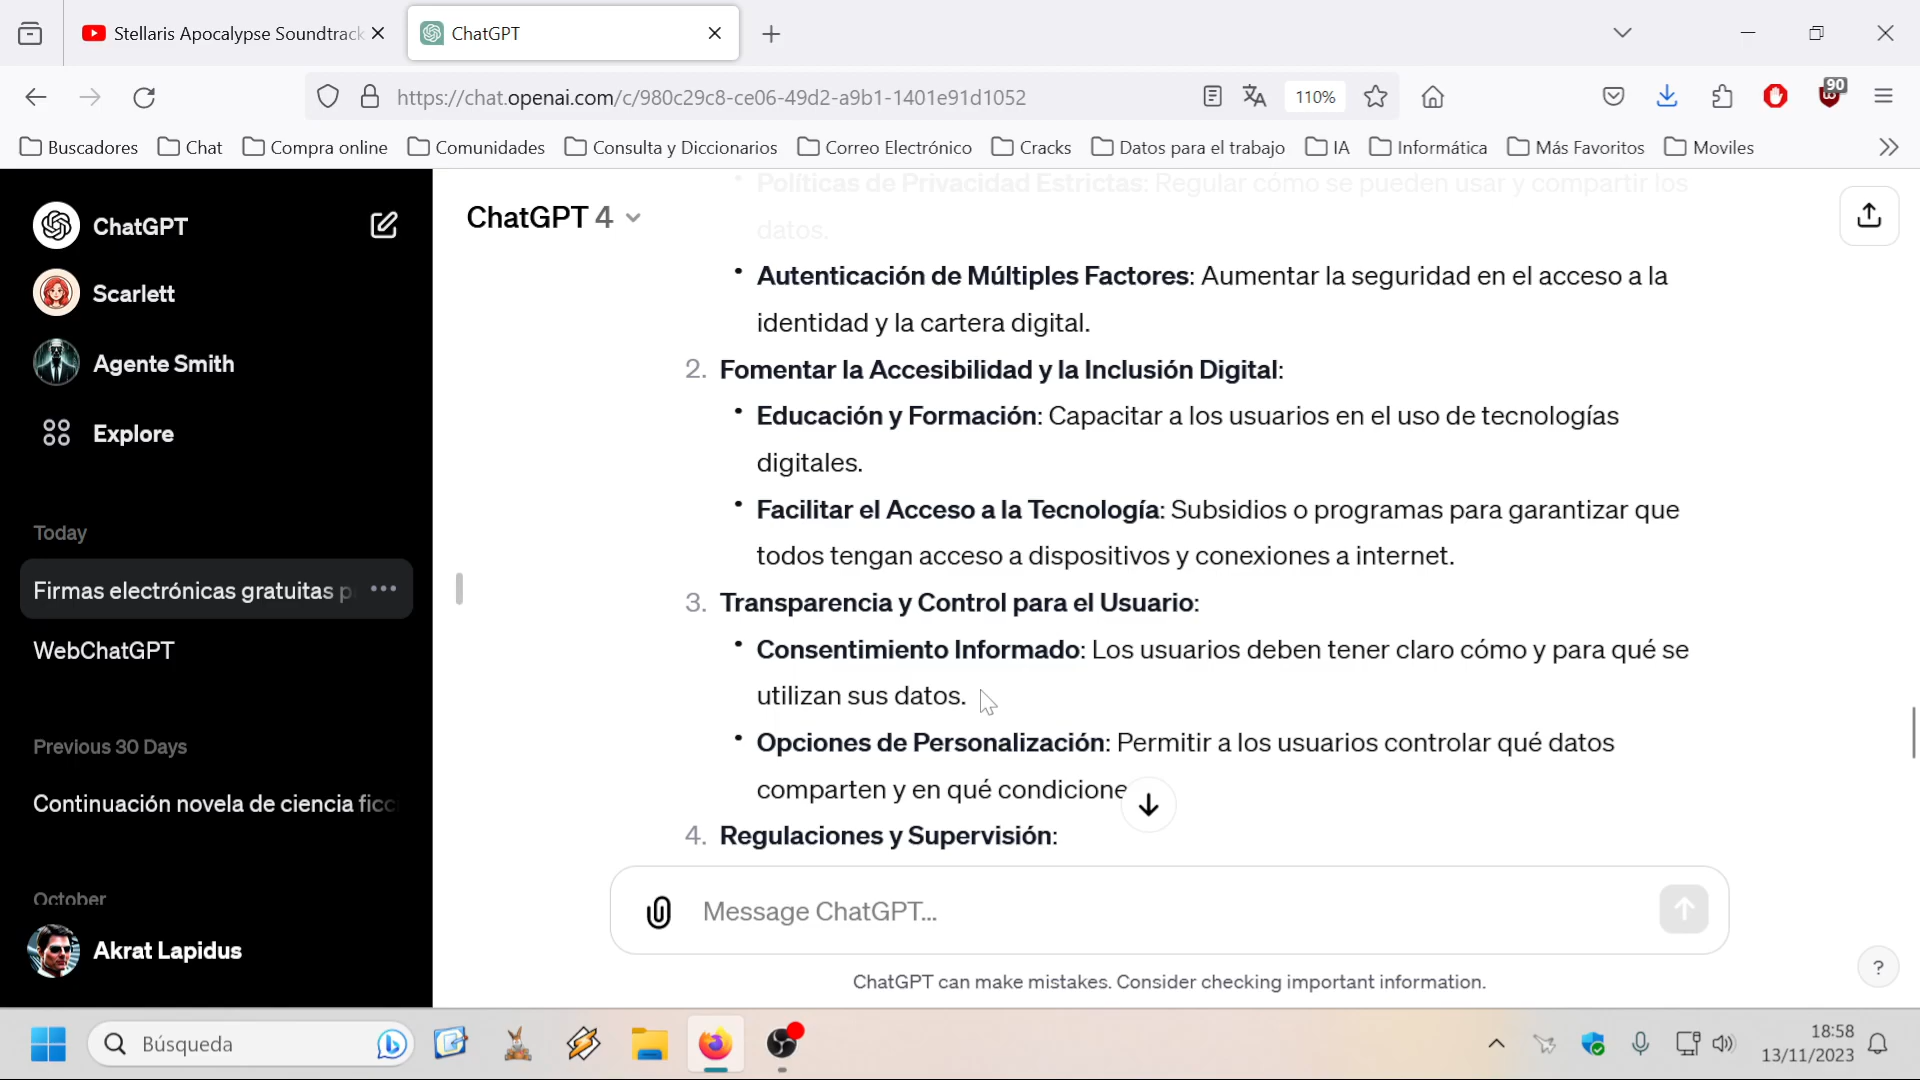 Stellaris Apocalypse Soundtrack
ChatGPT
https://chat.openai.com/c/980c29c8-ce06-49d2-a9b1-1401e91d1052
110%
90
Buscadores
Chat
Compra online
Comunidades
Consulta y Diccionarios
Correo Electrónico
Cracks
Datos para el trabajo
IA
Informática
Más Favoritos
Moviles
ChatGPT
Scarlett
Agente Smith
Explore
Today
Firmas electrónicas gratuitas p
WebChatGPT
Previous 30 Days
Continuación novela de ciencia ficc
October
Akrat Lapidus
ChatGPT 4
• Políticas de Privacidad Estrictas: Regular cómo se pueden usar y compartir los
datos.
• Autenticación de Múltiples Factores: Aumentar la seguridad en el acceso a la
identidad y la cartera digital.
2. Fomentar la Accesibilidad y la Inclusión Digital:
• Educación y Formación: Capacitar a los usuarios en el uso de tecnologías
digitales.
• Facilitar el Acceso a la Tecnología: Subsidios o programas para garantizar que
todos tengan acceso a dispositivos y conexiones a internet.
3. Transparencia y Control para el Usuario:
• Consentimiento Informado: Los usuarios deben tener claro cómo y para qué se
utilizan sus datos.
• Opciones de Personalización: Permitir a los usuarios controlar qué datos
comparten y en qué condicione
4. Regulaciones y Supervisión:
Message ChatGPT...
ChatGPT can make mistakes. Consider checking important information.
?
Búsqueda
18:58
13/11/2023